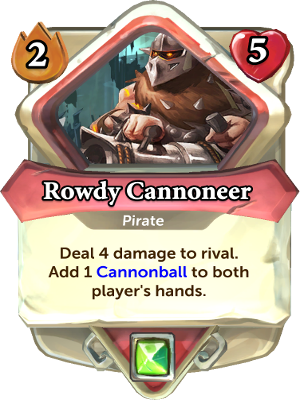 2
5
Rowdy Cannoneer
Pirate
Deal 4 damage to rival.
Add 1 Cannonball to both
player's hands.